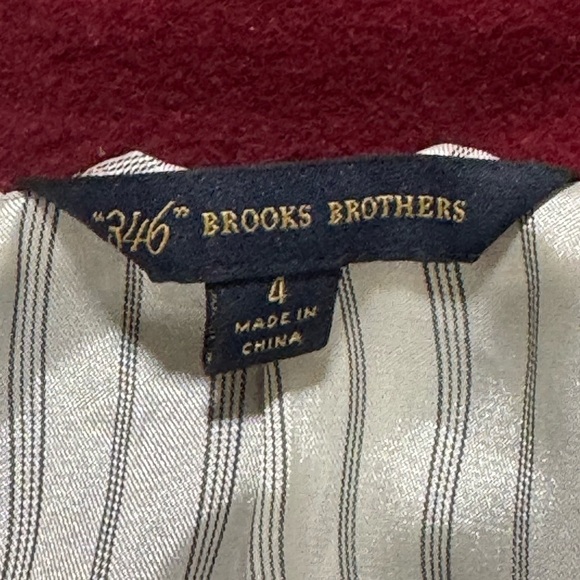 "346" BROOKS BROTHERS
4
MADE IN
CHINA